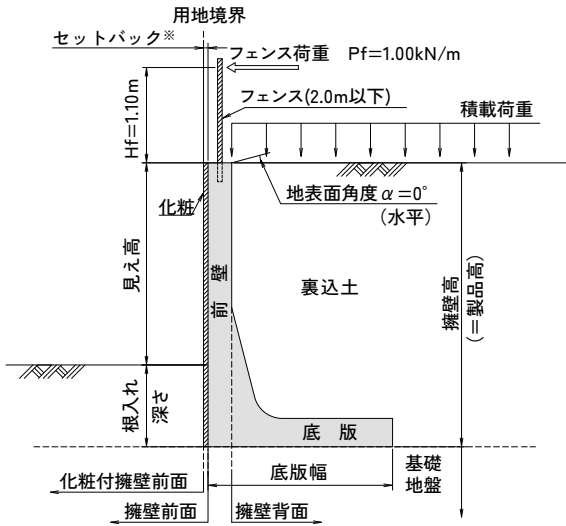 用地境界
セットバック※
フェンス荷重 Pf=1.00kN/m
Hf=1.10m
フェンス(2.0m以下)
積載荷重
化粧
地表面角度 α=0°
(水平)
見え高
前壁
裏込土
擁壁高
(=製品高)
根入れ
深さ
底版
底版幅
基礎
地盤
化粧付擁壁前面
擁壁前面
擁壁背面